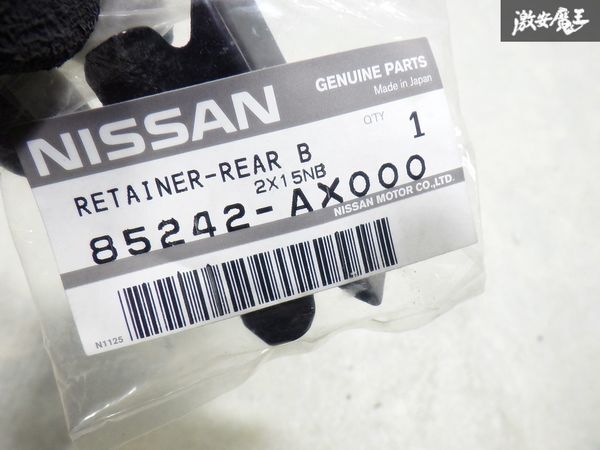 激安魔王
NISSAN
GENUINE PARTS
Made in Japan
QTY 1
RETAINER-REAR B
2X15NB
85242-AX000
NISSAN MOTOR CO.,LTD.
N1125